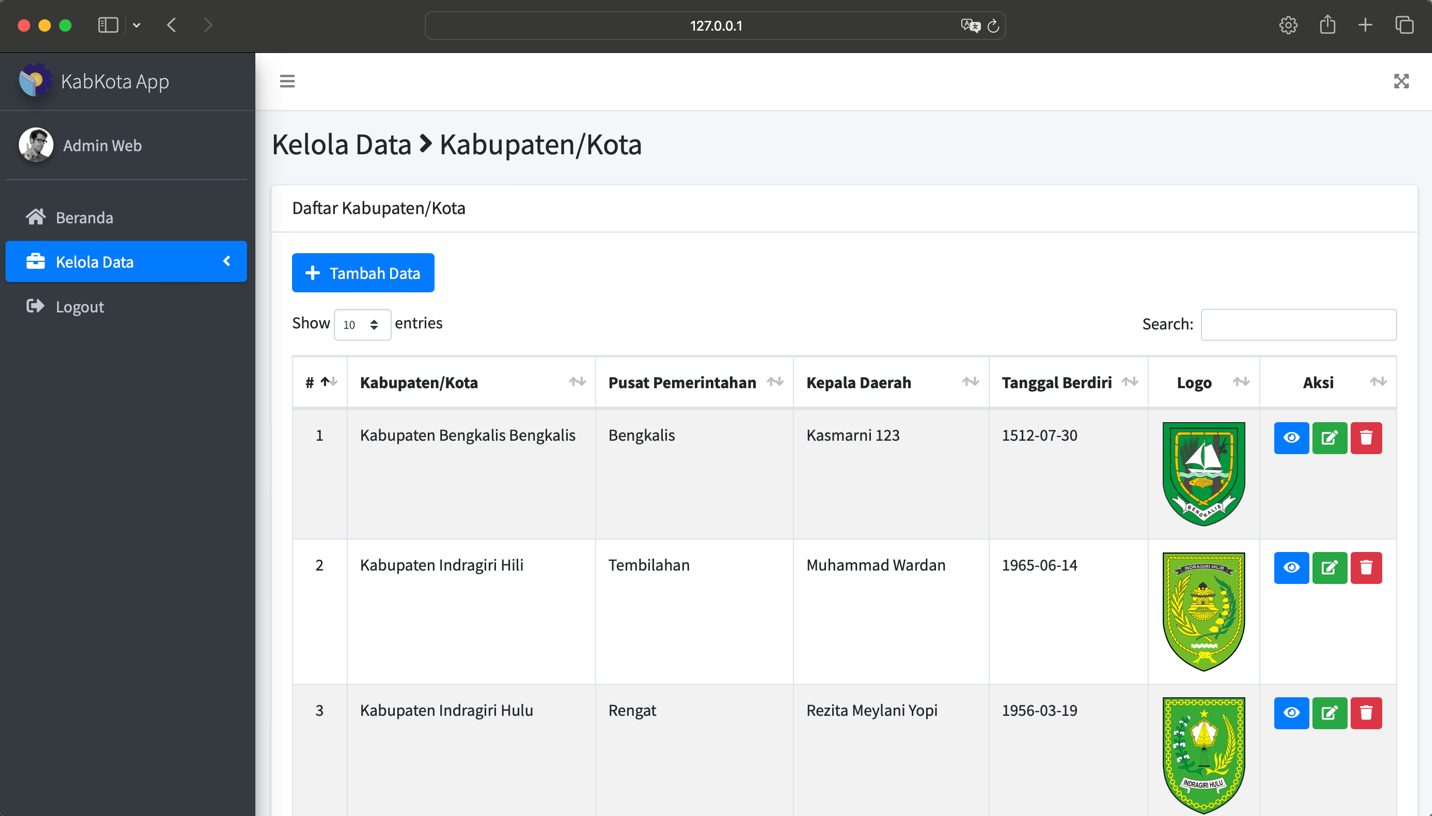 127.0.0.1
KabKota App
Admin Web
Beranda
Kelola Data
Logout
Kelola Data Kabupaten/Kota
Daftar Kabupaten/Kota
Tambah Data
Show 10 entries
Search:
# Kabupaten/Kota Pusat Pemerintahan Kepala Daerah Tanggal Berdiri Logo Aksi
1 Kabupaten Bengkalis Bengkalis Bengkalis Kasmarni 123 1512-07-30
BENGKALIS
2 Kabupaten Indragiri Hili Tembilahan Muhammad Wardan 1965-06-14
INDRAGIRI HILIR
3 Kabupaten Indragiri Hulu Rengat Rezita Meylani Yopi 1956-03-19
INDRAGIRI HULU